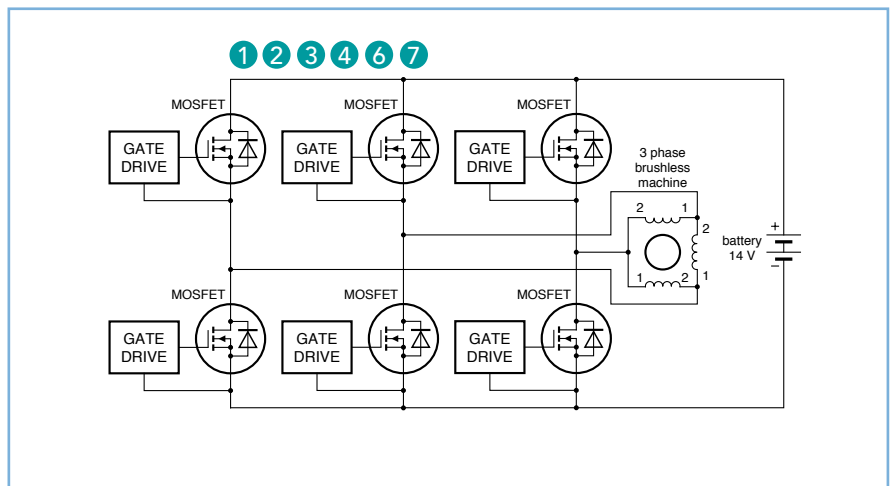 1 2 3 4 6 7
MOSFET MOSFET MOSFET
GATE DRIVE
GATE DRIVE
GATE DRIVE
3 phase
brushless
machine
2 1
2
1
1 2
battery
14 V
+
–
MOSFET MOSFET MOSFET
GATE DRIVE
GATE DRIVE
GATE DRIVE